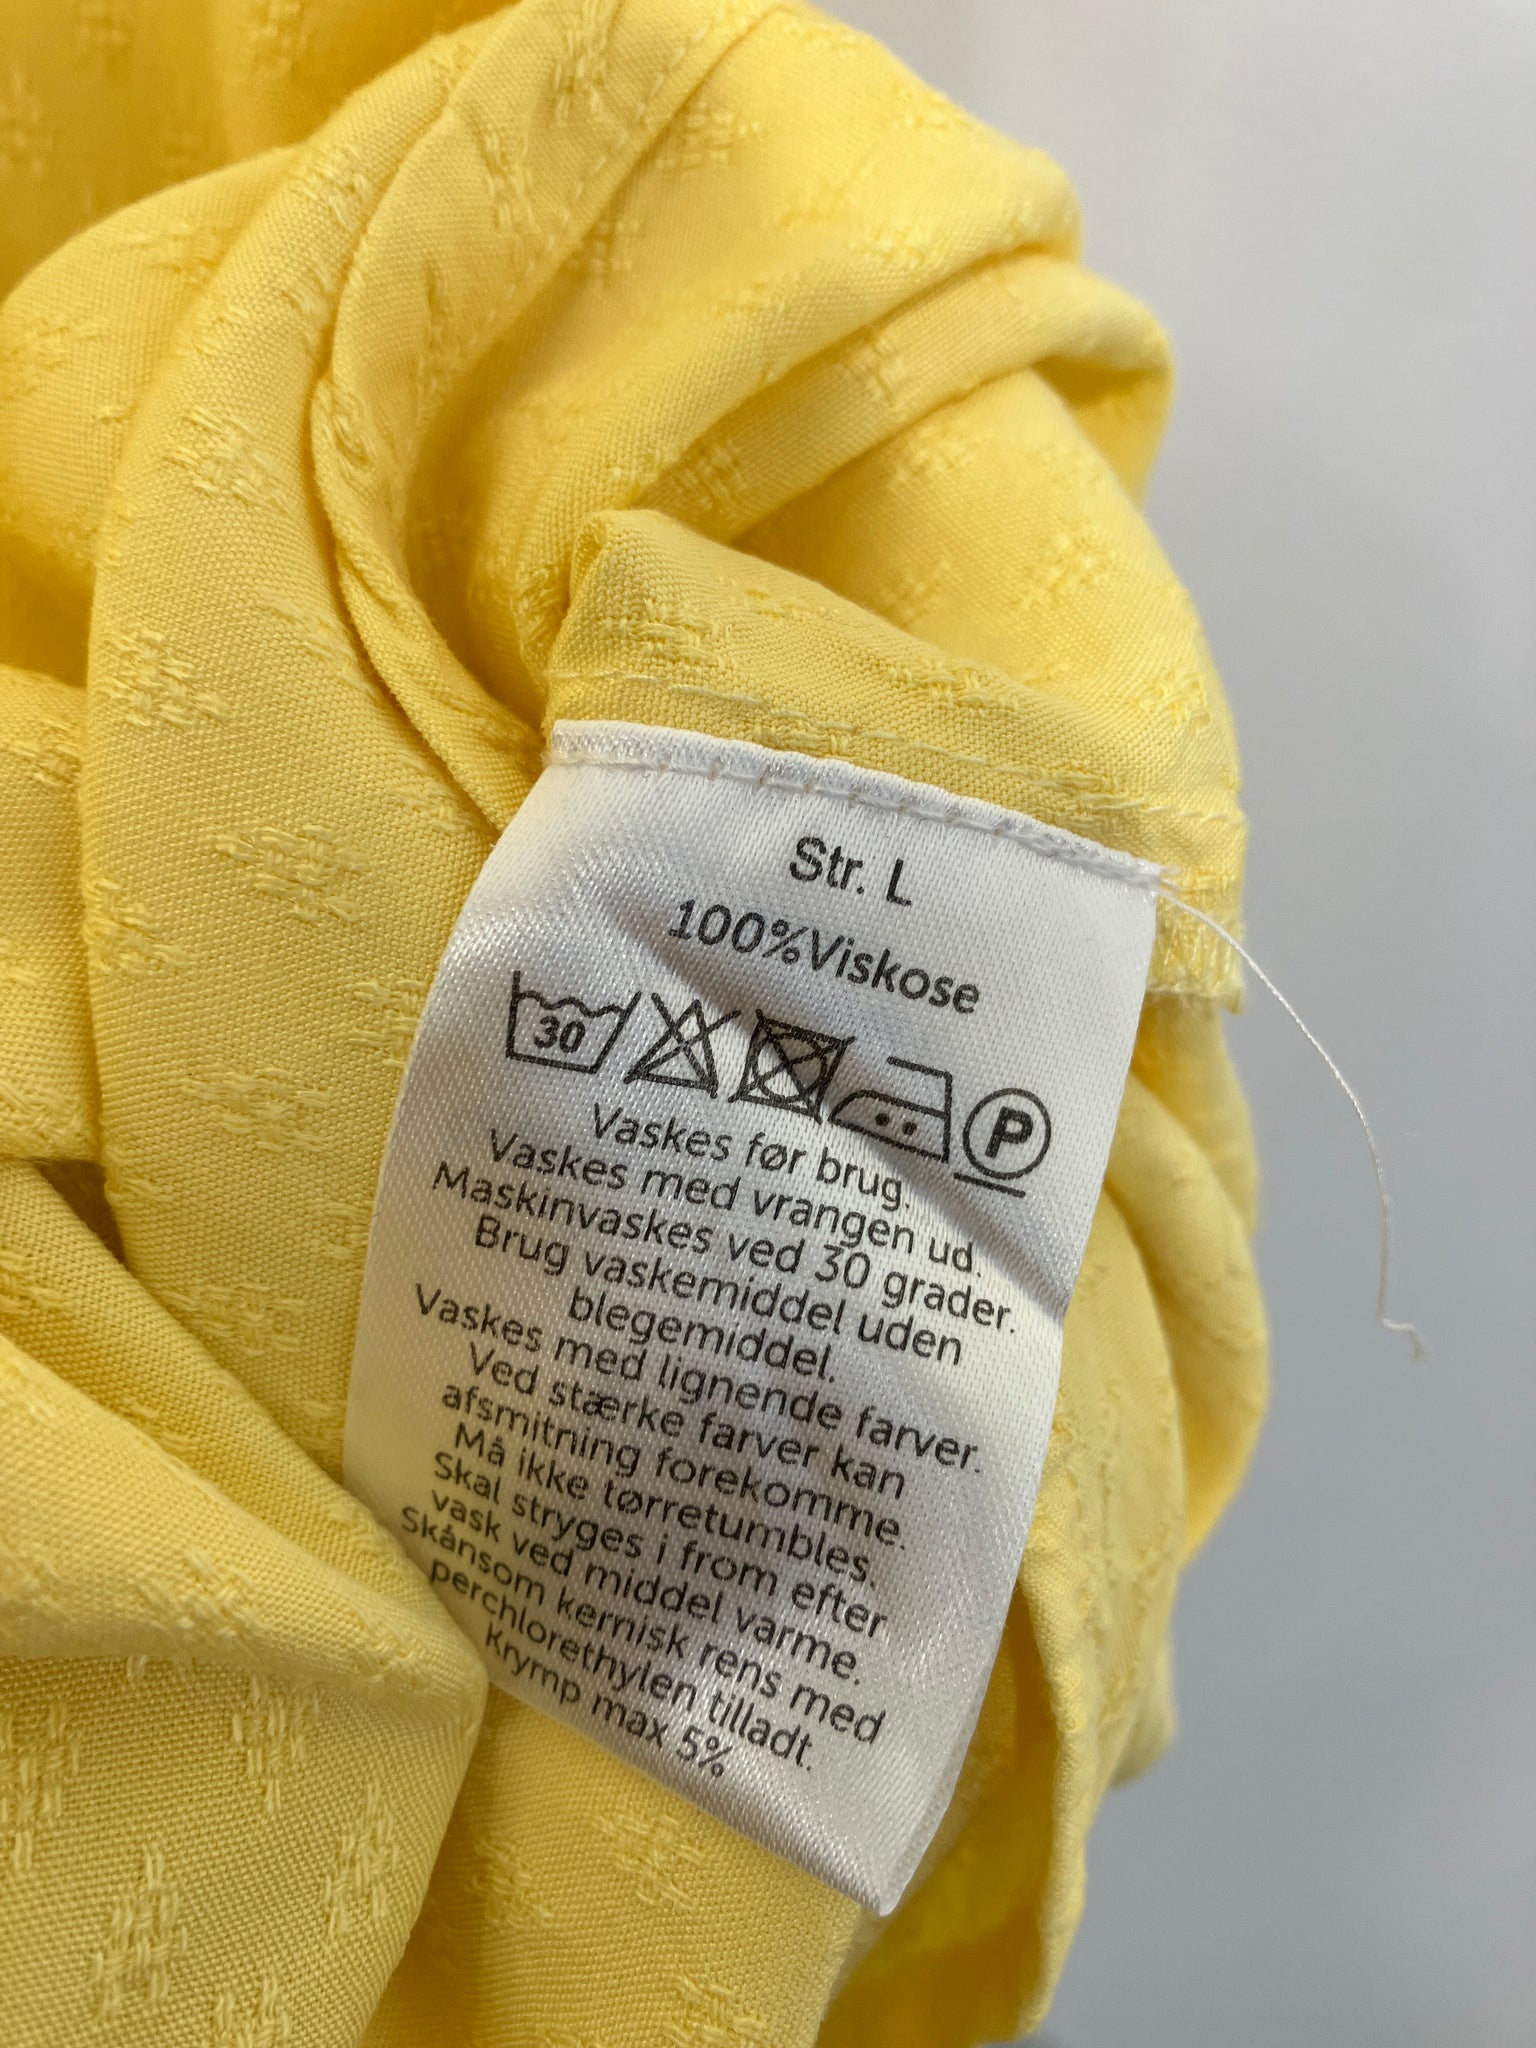 Str. L
100%Viskose
30
P
Vaskes før brug.
Vaskes med vrangen ud.
Maskinvaskes ved 30 grader.
Brug vaskemiddel uden
blegemiddel.
Vaskes med lignende farver.
Ved stærke farver kan
afsmitning forekomme.
Må ikke tørretumbles.
Skal stryges i from efter
vask ved middel varme.
Skånsom kemisk rens med
perchlorethylen tilladt.
Krymp max 5%